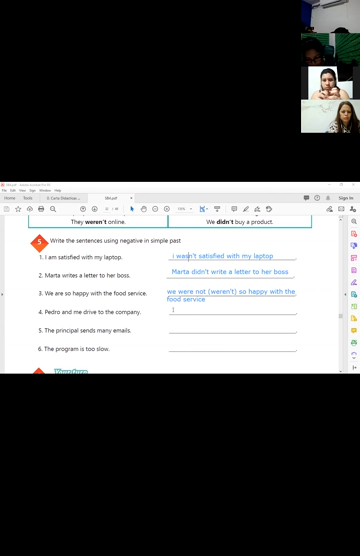 Home Tools
Sign In
They weren't online. We didn't buy a product.
5 Write the sentences using negative in simple past
1. I am satisfied with my laptop. i wasn't satisfied with my laptop
2. Marta writes a letter to her boss. Marta didn't write a letter to her boss
3. We are so happy with the food service. we were not (weren't) so happy with the
food service
4. Pedro and me drive to the company.
5. The principal sends many emails.
6. The program is too slow.